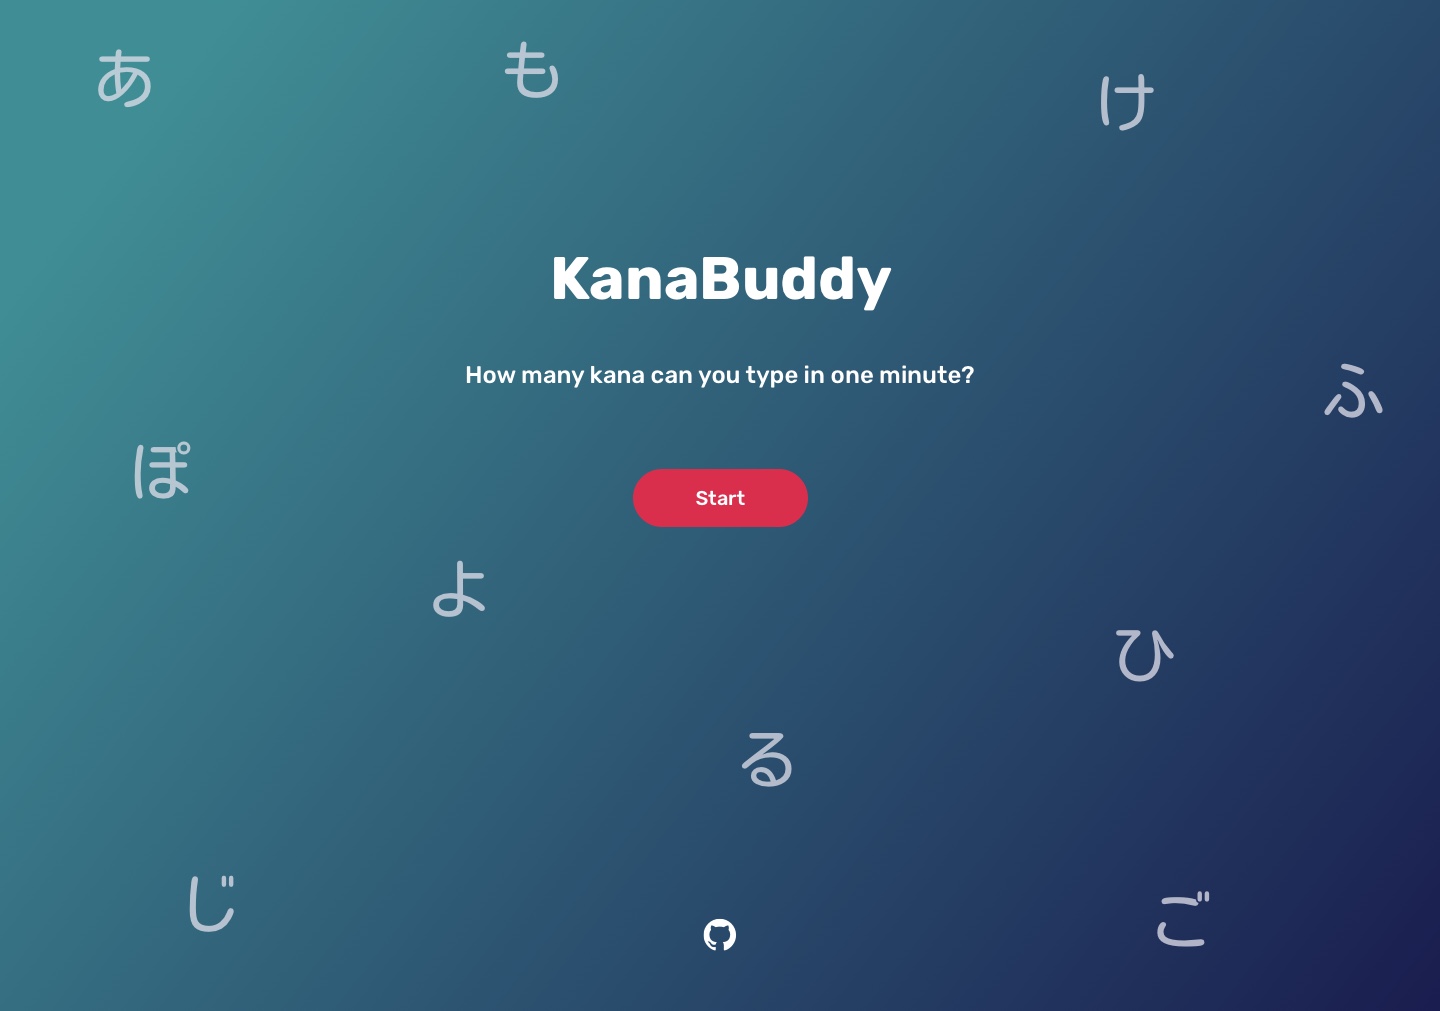 あ
も
け
KanaBuddy
How many kana can you type in one minute?
ふ
ぽ
Start
よ
ひ
る
じ
ご